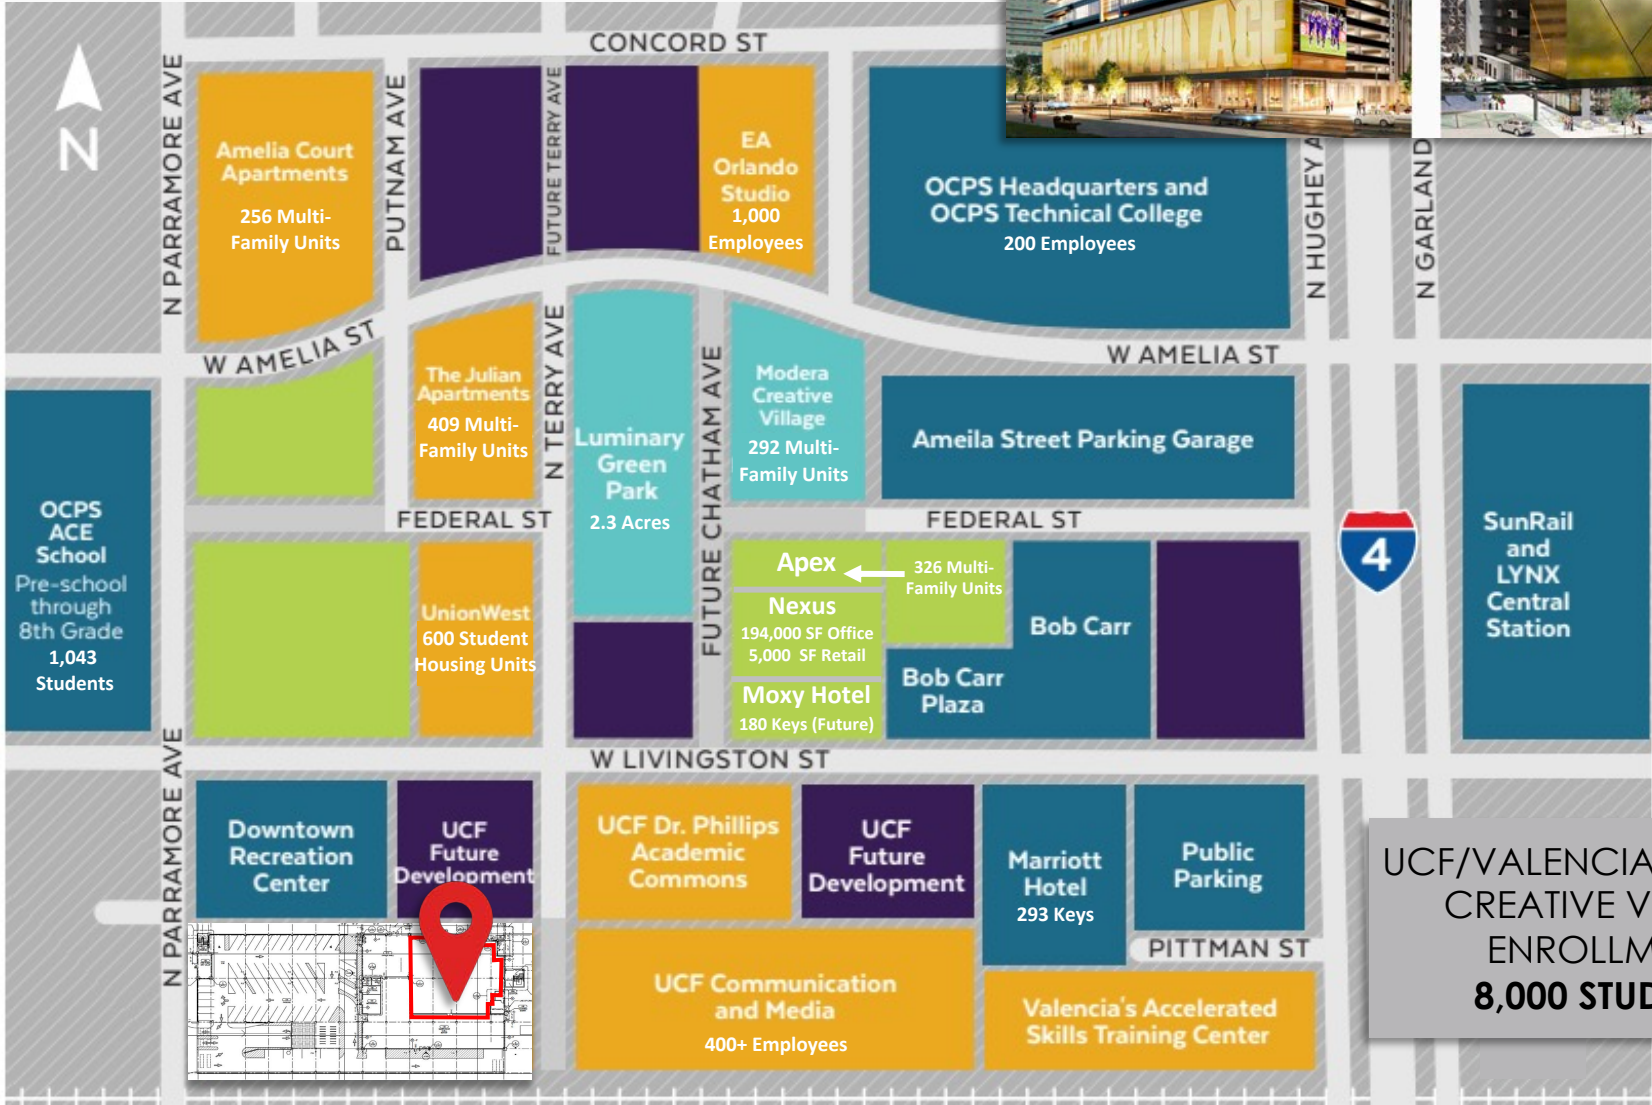 CREATIVE VILLAGE
CONCORD ST
N
N PARRAMORE AVE
Amelia Court
Apartments
256 Multi-
Family Units
PUTNAM AVE
FUTURE TERRY AVE
EA
Orlando
Studio
1,000
Employees
OCPS Headquarters and
OCPS Technical College
200 Employees
N HUGHEY A
N GARLAND
W AMELIA ST
W AMELIA ST
The Julian
Apartments
409 Multi-
Family Units
N TERRY AVE
Luminary
Green
Park
2.3 Acres
FUTURE CHATHAM AVE
Modera
Creative
Village
292 Multi-
Family Units
Ameila Street Parking Garage
OCPS
ACE
School
Pre-school
through
8th Grade
1,043
Students
FEDERAL ST
FEDERAL ST
4
SunRail
and
LYNX
Central
Station
UnionWest
600 Student
Housing Units
Apex
326 Multi-
Family Units
Nexus
194,000 SF Office
5,000 SF Retail
Moxy Hotel
180 Keys (Future)
Bob Carr
Bob Carr
Plaza
W LIVINGSTON ST
N PARRAMORE AVE
Downtown
Recreation
Center
UCF
Future
Development
UCF Dr. Phillips
Academic
Commons
UCF
Future
Development
Marriott
Hotel
293 Keys
Public
Parking
PITTMAN ST
UCF Communication
and Media
400+ Employees
Valencia's Accelerated
Skills Training Center
UCF/VALENCIA
CREATIVE V
ENROLLM
8,000 STUD